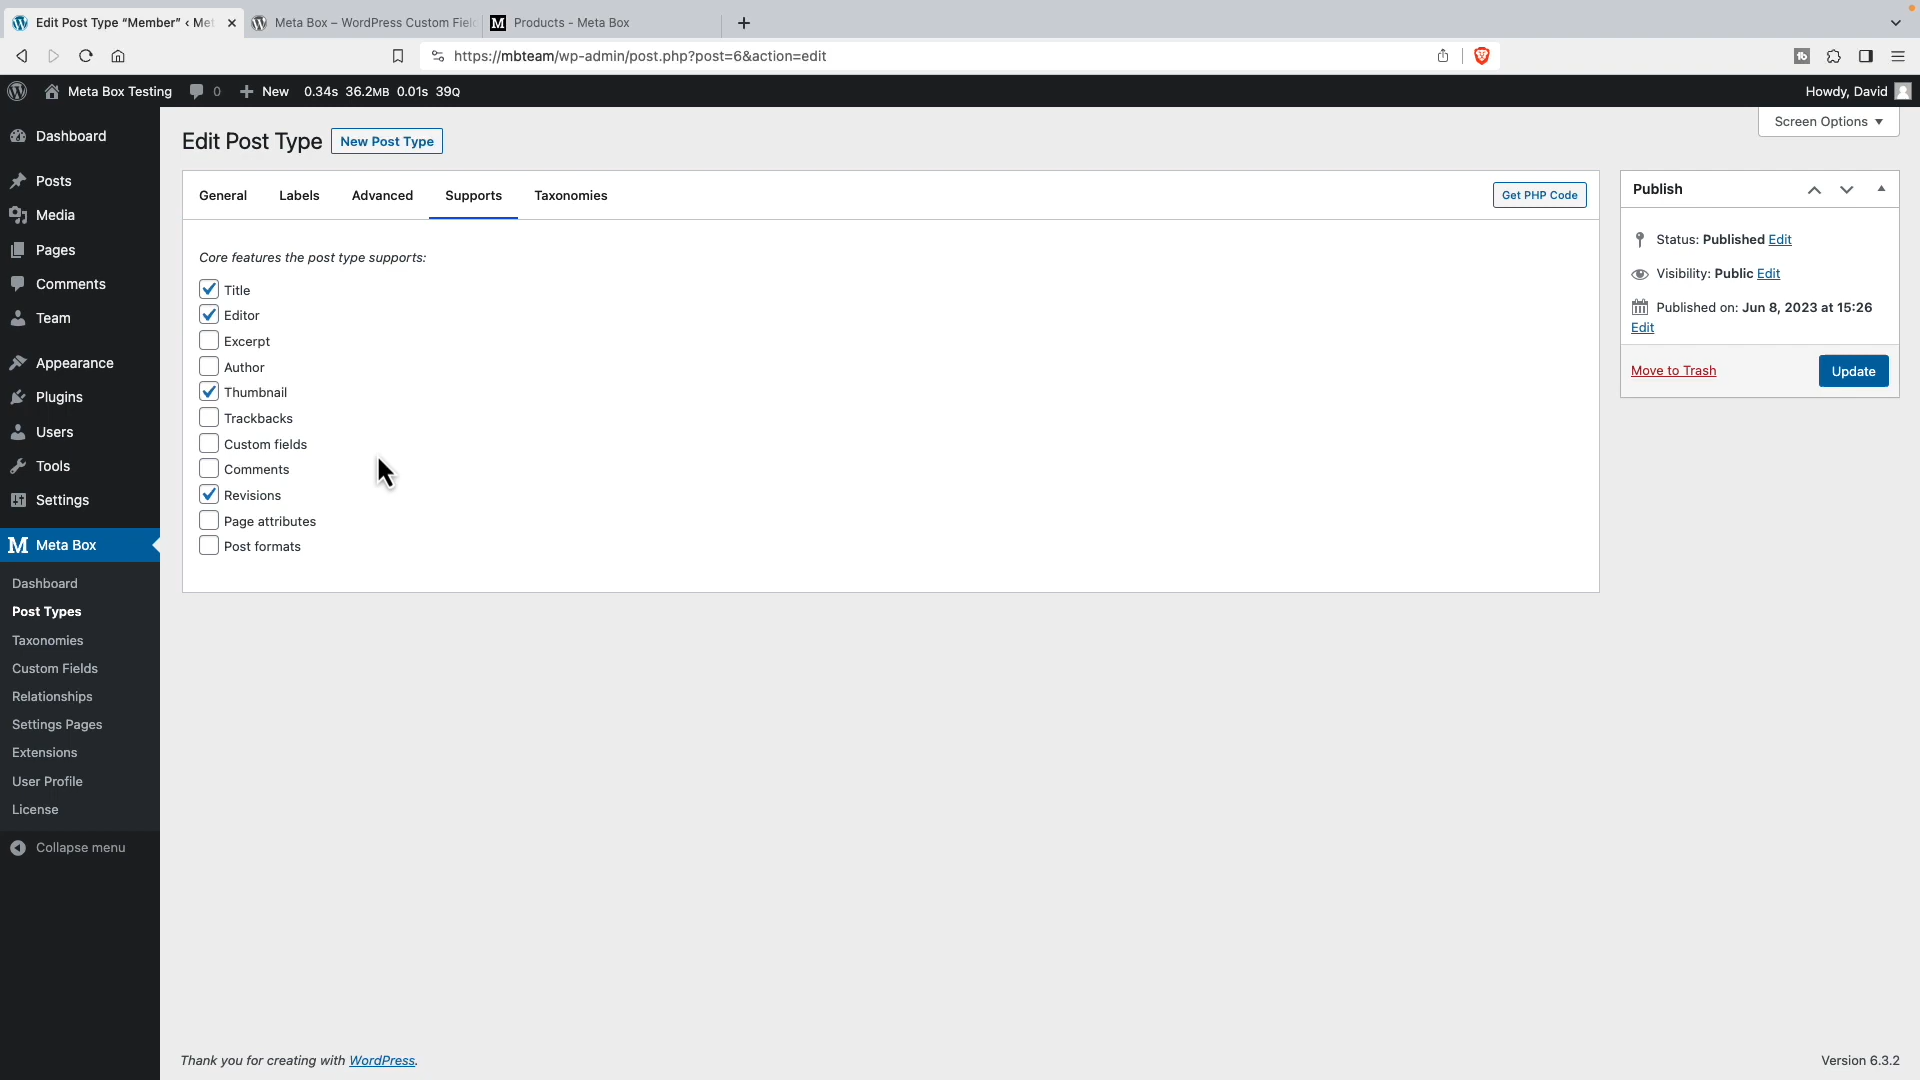 Edit Post Type "Member" ‹ Met
Meta Box – WordPress Custom Fiel
M Products - Meta Box
https://mbteam/wp-admin/post.php?post=6&action=edit
Meta Box Testing
0
New
0.34s 36.2MB 0.01s 39Q
Howdy, David
Dashboard
Posts
Media
Pages
Comments
Team
Appearance
Plugins
Users
Tools
Settings
M Meta Box
Dashboard
Post Types
Taxonomies
Custom Fields
Relationships
Settings Pages
Extensions
User Profile
License
Collapse menu
Screen Options
Edit Post Type
New Post Type
General
Labels
Advanced
Supports
Taxonomies
Get PHP Code
Core features the post type supports:
Title
Editor
Excerpt
Author
Thumbnail
Trackbacks
Custom fields
Comments
Revisions
Page attributes
Post formats
Publish
Status: Published Edit
Visibility: Public Edit
Published on: Jun 8, 2023 at 15:26
Edit
Move to Trash
Update
Thank you for creating with WordPress.
Version 6.3.2